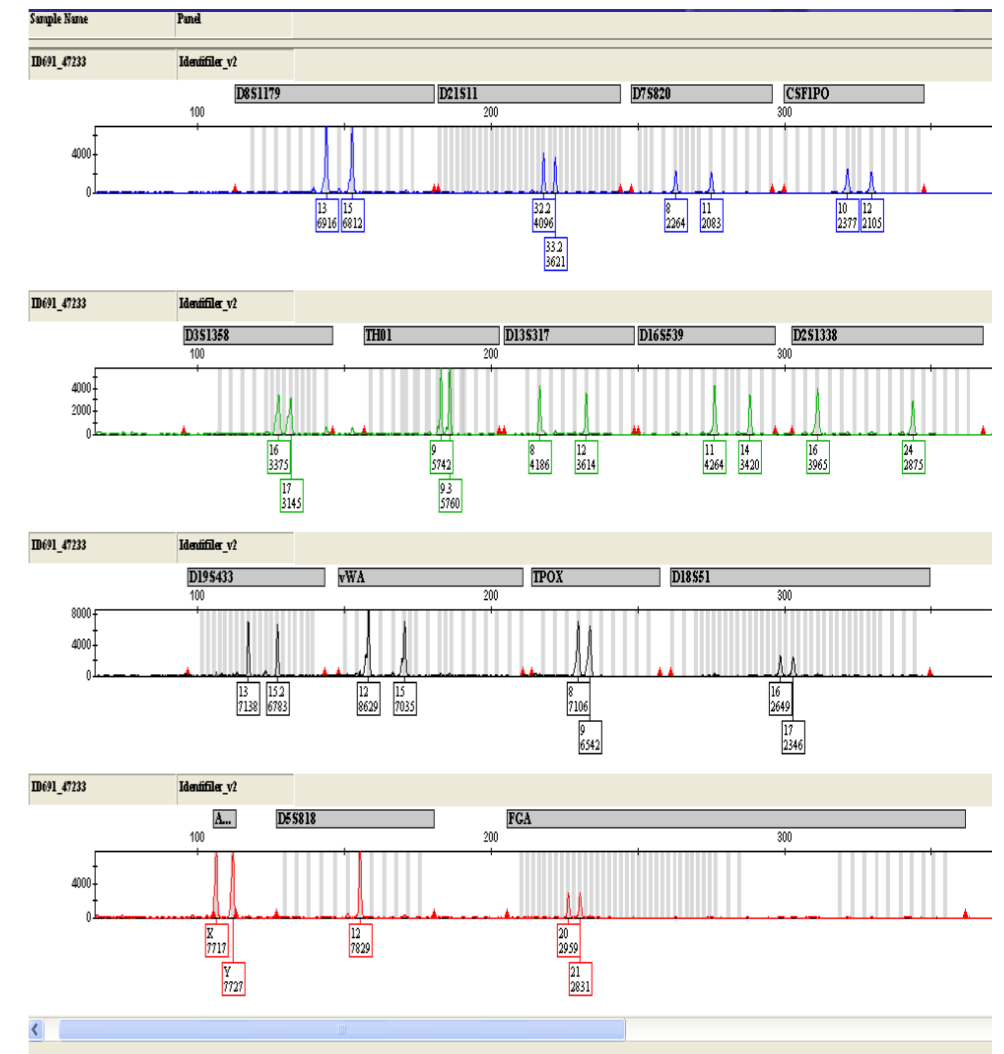 Sample Name Panel
ID691_47233 Identifiler_v2
D8S1179 D21S11 D7S820 CSF1PO
100 200 300
4000
0
13 15 32.2 8 11 10 12
6916 6812 4096 2264 2083 2377 2105
33.2
3621
ID691_47233 Identifiler_v2
D3S1358 TH01 D13S317 D16S539 D2S1338
100 200 300
4000
2000
0
16 9 8 12 11 14 16 24
3375 5742 4186 3614 4264 3420 3965 2875
17 9.3
3145 5760
ID691_47233 Identifiler_v2
D19S433 vWA TPOX D18S51
100 200 300
8000
4000
0
13 15.2 12 15 8 16
7138 6783 8629 7035 7106 2649
9 17
6542 2346
ID691_47233 Identifiler_v2
A... D5S818 FGA
100 200 300
4000
0
X 12 20
7717 7829 2959
Y 21
7727 2831